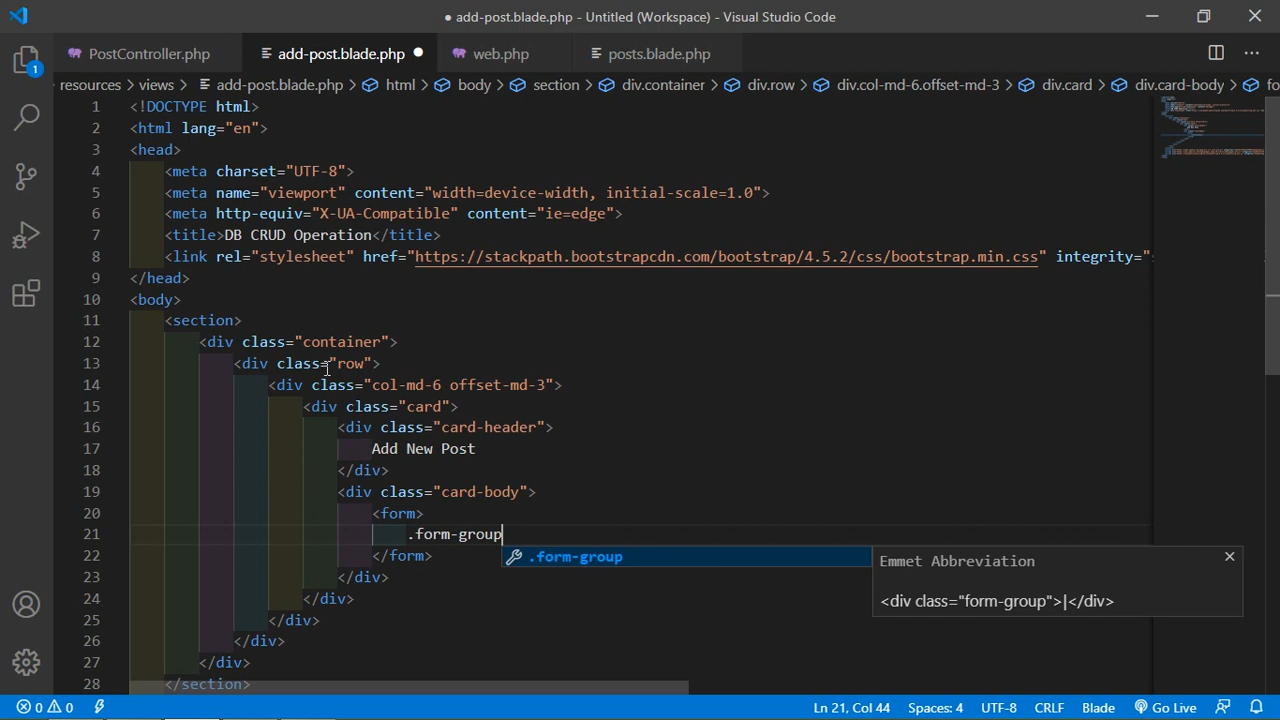 ● add-post.blade.php - Untitled (Workspace) - Visual Studio Code
PostController.php add-post.blade.php ● web.php posts.blade.php
resources > views > add-post.blade.php > html > body > section > div.container > div.row > div.col-md-6.offset-md-3 > div.card > div.card-body > fo
1 <!DOCTYPE html>
2 <html lang="en">
3 <head>
4 <meta charset="UTF-8">
5 <meta name="viewport" content="width=device-width, initial-scale=1.0">
6 <meta http-equiv="X-UA-Compatible" content="ie=edge">
7 <title>DB CRUD Operation</title>
8 <link rel="stylesheet" href="https://stackpath.bootstrapcdn.com/bootstrap/4.5.2/css/bootstrap.min.css" integrity="
9 </head>
10 <body>
11 <section>
12 <div class="container">
13 <div class="row">
14 <div class="col-md-6 offset-md-3">
15 <div class="card">
16 <div class="card-header">
17 Add New Post
18 </div>
19 <div class="card-body">
20 <form>
21 .form-group
.form-group
Emmet Abbreviation
<div class="form-group">|</div>
22 </form>
23 </div>
24 </div>
25 </div>
26 </div>
27 </div>
28 </section>
1
0 0 Ln 21, Col 44 Spaces: 4 UTF-8 CRLF Blade Go Live